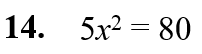 14. 5x² = 80